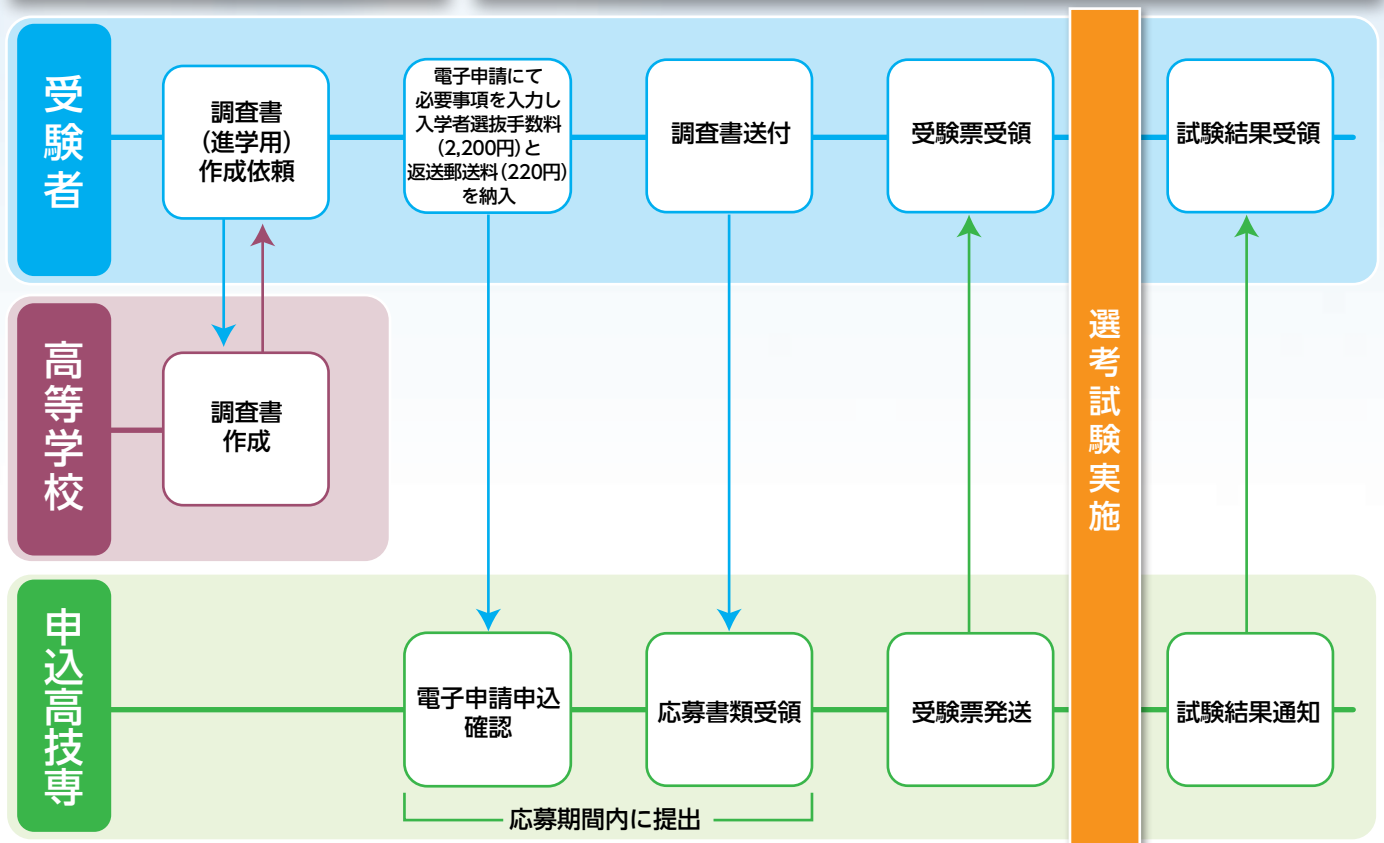 受験者
調査書
（進学用）
作成依頼
電子申請にて
必要事項を入力し
入学者選抜手数料
（2,200円）と
返送郵送料（220円）
を納入
調査書送付
受験票受領
試験結果受領
高等学校
調査書
作成
選考試験実施
申込高技専
電子申請申込
確認
応募書類受領
受験票発送
試験結果通知
応募期間内に提出